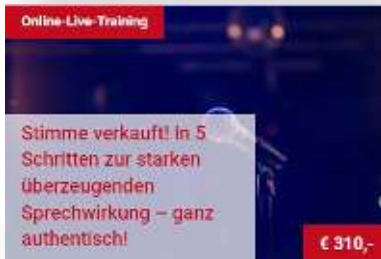 Online-Live-Training
Stimme verkauft! In 5
Schritten zur starken
überzeugenden
Sprechwirkung – ganz
authentisch!
€ 310,-